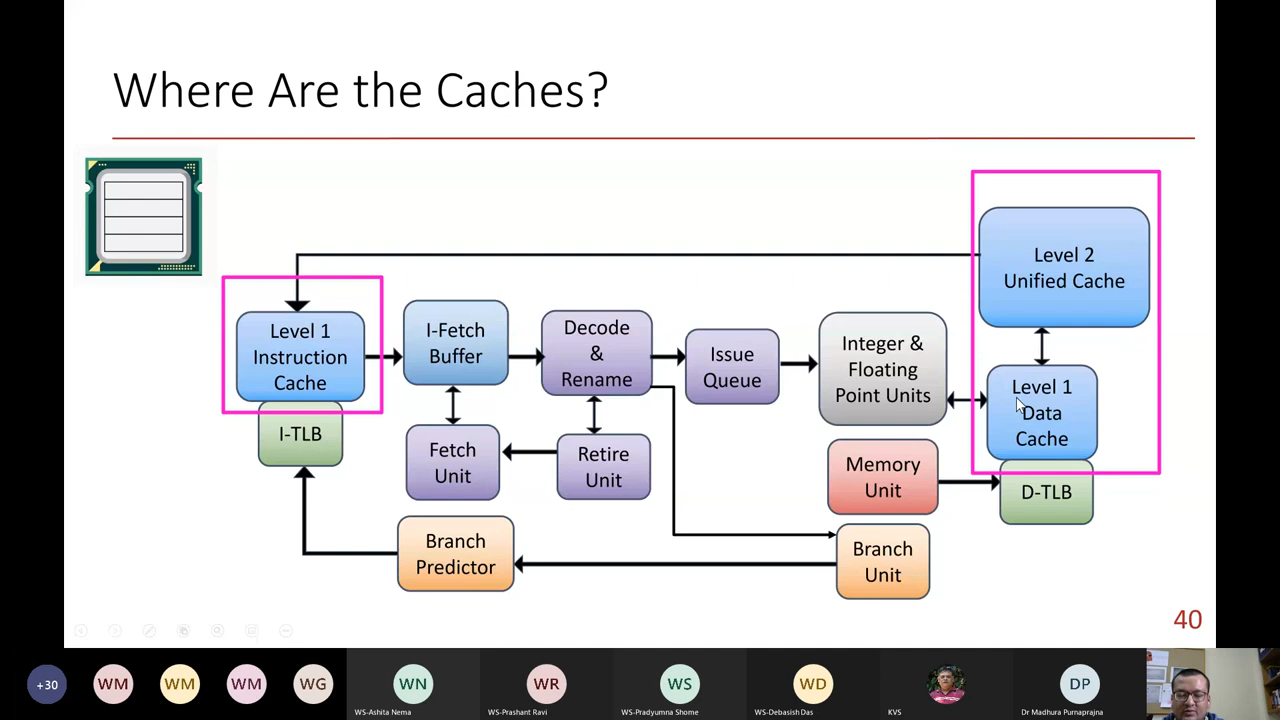 Where Are the Caches?
Level 2
Unified Cache
Level 1
Instruction
Cache
I-Fetch
Buffer
Decode
&
Rename
Issue
Queue
Integer &
Floating
Point Units
Level 1
Data
Cache
I-TLB
Fetch
Unit
Retire
Unit
Memory
Unit
D-TLB
Branch
Predictor
Branch
Unit
40
+30
WM
WM
WM
WG
WN
WR
WS
WD
DP
WS-Ashita Nema
WS-Prashant Ravi
WS-Pradyumna Shome
WS-Debasish Das
KVS
Dr Madhura Purnaprajna